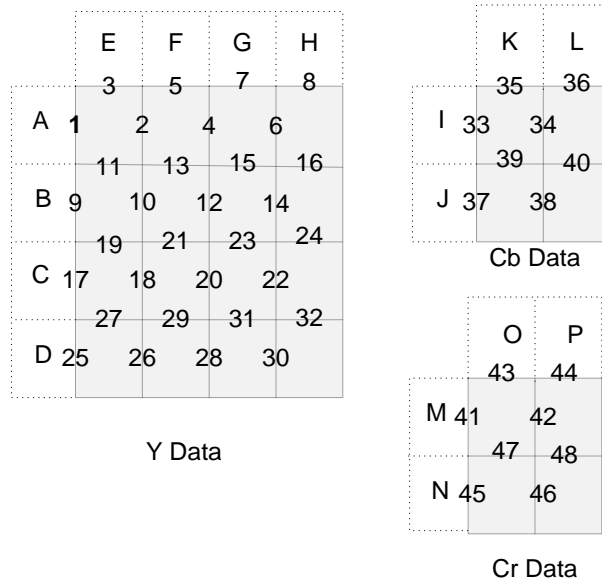 E F G H
3 5 7 8
A 1 2 4 6
11 13 15 16
B 9 10 12 14
19 21 23 24
C 17 18 20 22
27 29 31 32
D 25 26 28 30
Y Data
K L
35 36
I 33 34
39 40
J 37 38
Cb Data
O P
43 44
M 41 42
47 48
N 45 46
Cr Data